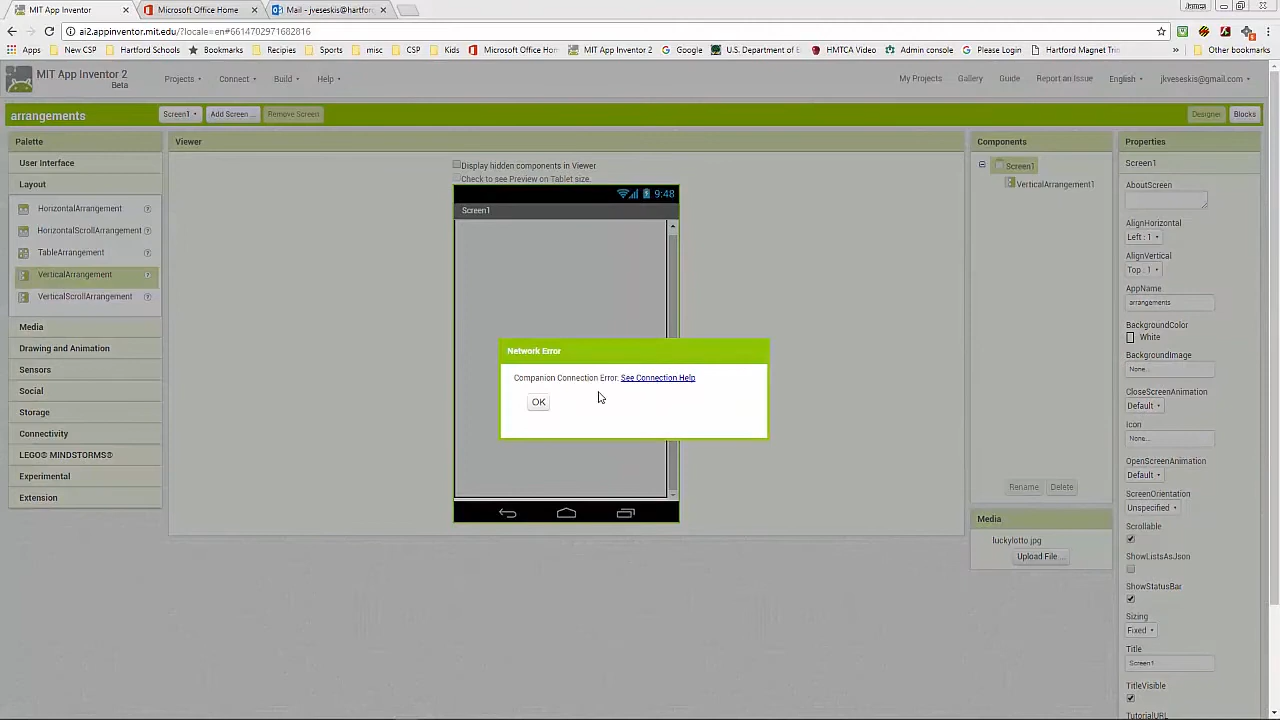 MIT App Inventor 2
Microsoft Office Home
Mail - jveseskis@hartfor
James
ai2.appinventor.mit.edu/?locale=en#6614702971682816
Apps
New CSP
Hartford Schools
Bookmarks
Recipes
Sports
misc
CSP
Kids
Microsoft Office Hom
MIT App Inventor 2
Google
U.S. Department of E
HMTCA Video
Admin console
Please Login
Hartford Magnet Trin
»
Other bookmarks
MIT App Inventor 2
Beta
Projects
Connect
Build
Help
My Projects
Gallery
Guide
Report an Issue
English
jkveseskis@gmail.com
arrangements
Screen1
Add Screen ...
Remove Screen
Designer
Blocks
Palette
User Interface
Layout
HorizontalArrangement ?
HorizontalScrollArrangement ?
TableArrangement ?
VerticalArrangement ?
VerticalScrollArrangement ?
Media
Drawing and Animation
Sensors
Social
Storage
Connectivity
LEGO® MINDSTORMS®
Experimental
Extension
Viewer
Display hidden components in Viewer
Check to see Preview on Tablet size.
9:48
Screen1
Network Error
Companion Connection Error. See Connection Help
OK
Components
Screen1
VerticalArrangement1
Rename
Delete
Media
luckylotto.jpg
Upload File ...
Properties
Screen1
AboutScreen
AlignHorizontal
Left : 1
AlignVertical
Top : 1
AppName
arrangements
BackgroundColor
White
BackgroundImage
None...
CloseScreenAnimation
Default
Icon
None...
OpenScreenAnimation
Default
ScreenOrientation
Unspecified
Scrollable
ShowListsAsJson
ShowStatusBar
Sizing
Fixed
Title
Screen1
TitleVisible
TutorialURL